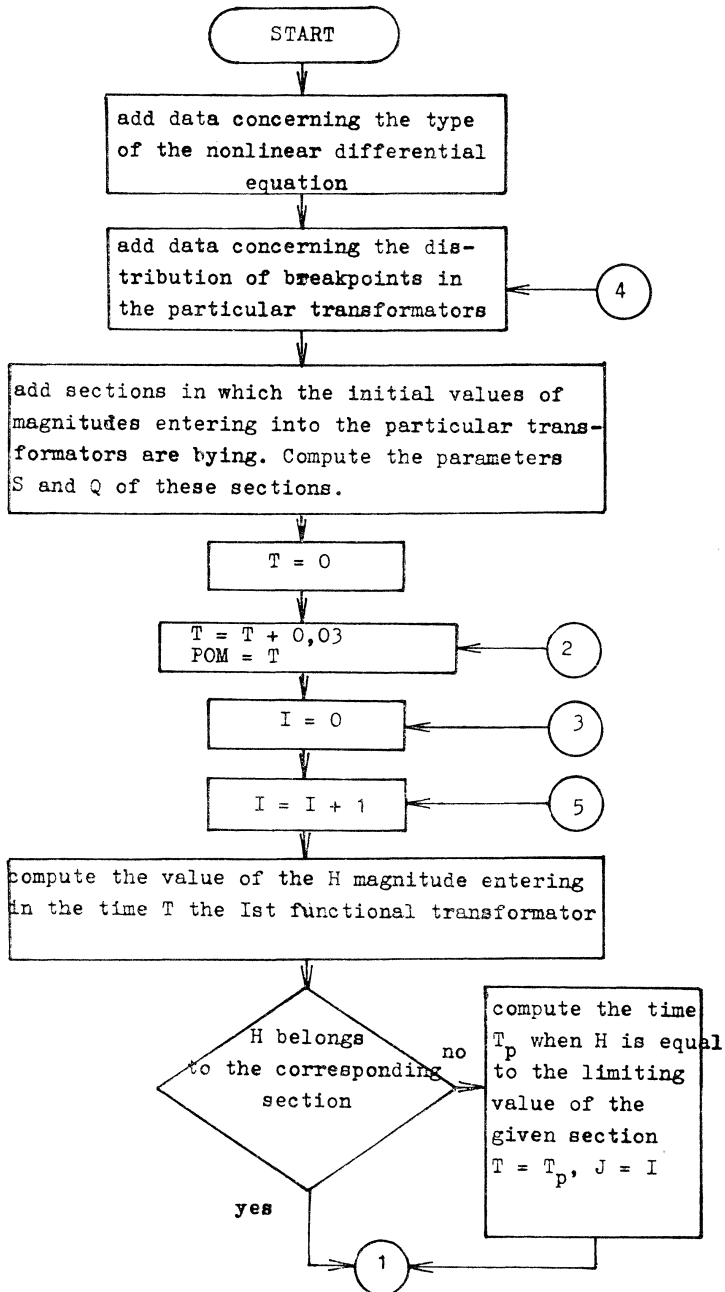 START
add data concerning the type
of the nonlinear differential
equation
add data concerning the dis-
tribution of breakpoints in
the particular transformators
4
add sections in which the initial values of
magnitudes entering into the particular trans-
formators are bying. Compute the parameters
S and Q of these sections.
T = 0
T = T + 0,03
POM = T
2
I = 0
3
I = I + 1
5
compute the value of the H magnitude entering
in the time T the Ist functional transformator
H belongs
to the corresponding
section
no
yes
compute the time
Tp when H is equal
to the limiting
value of the
given section
T = Tp, J = I
1